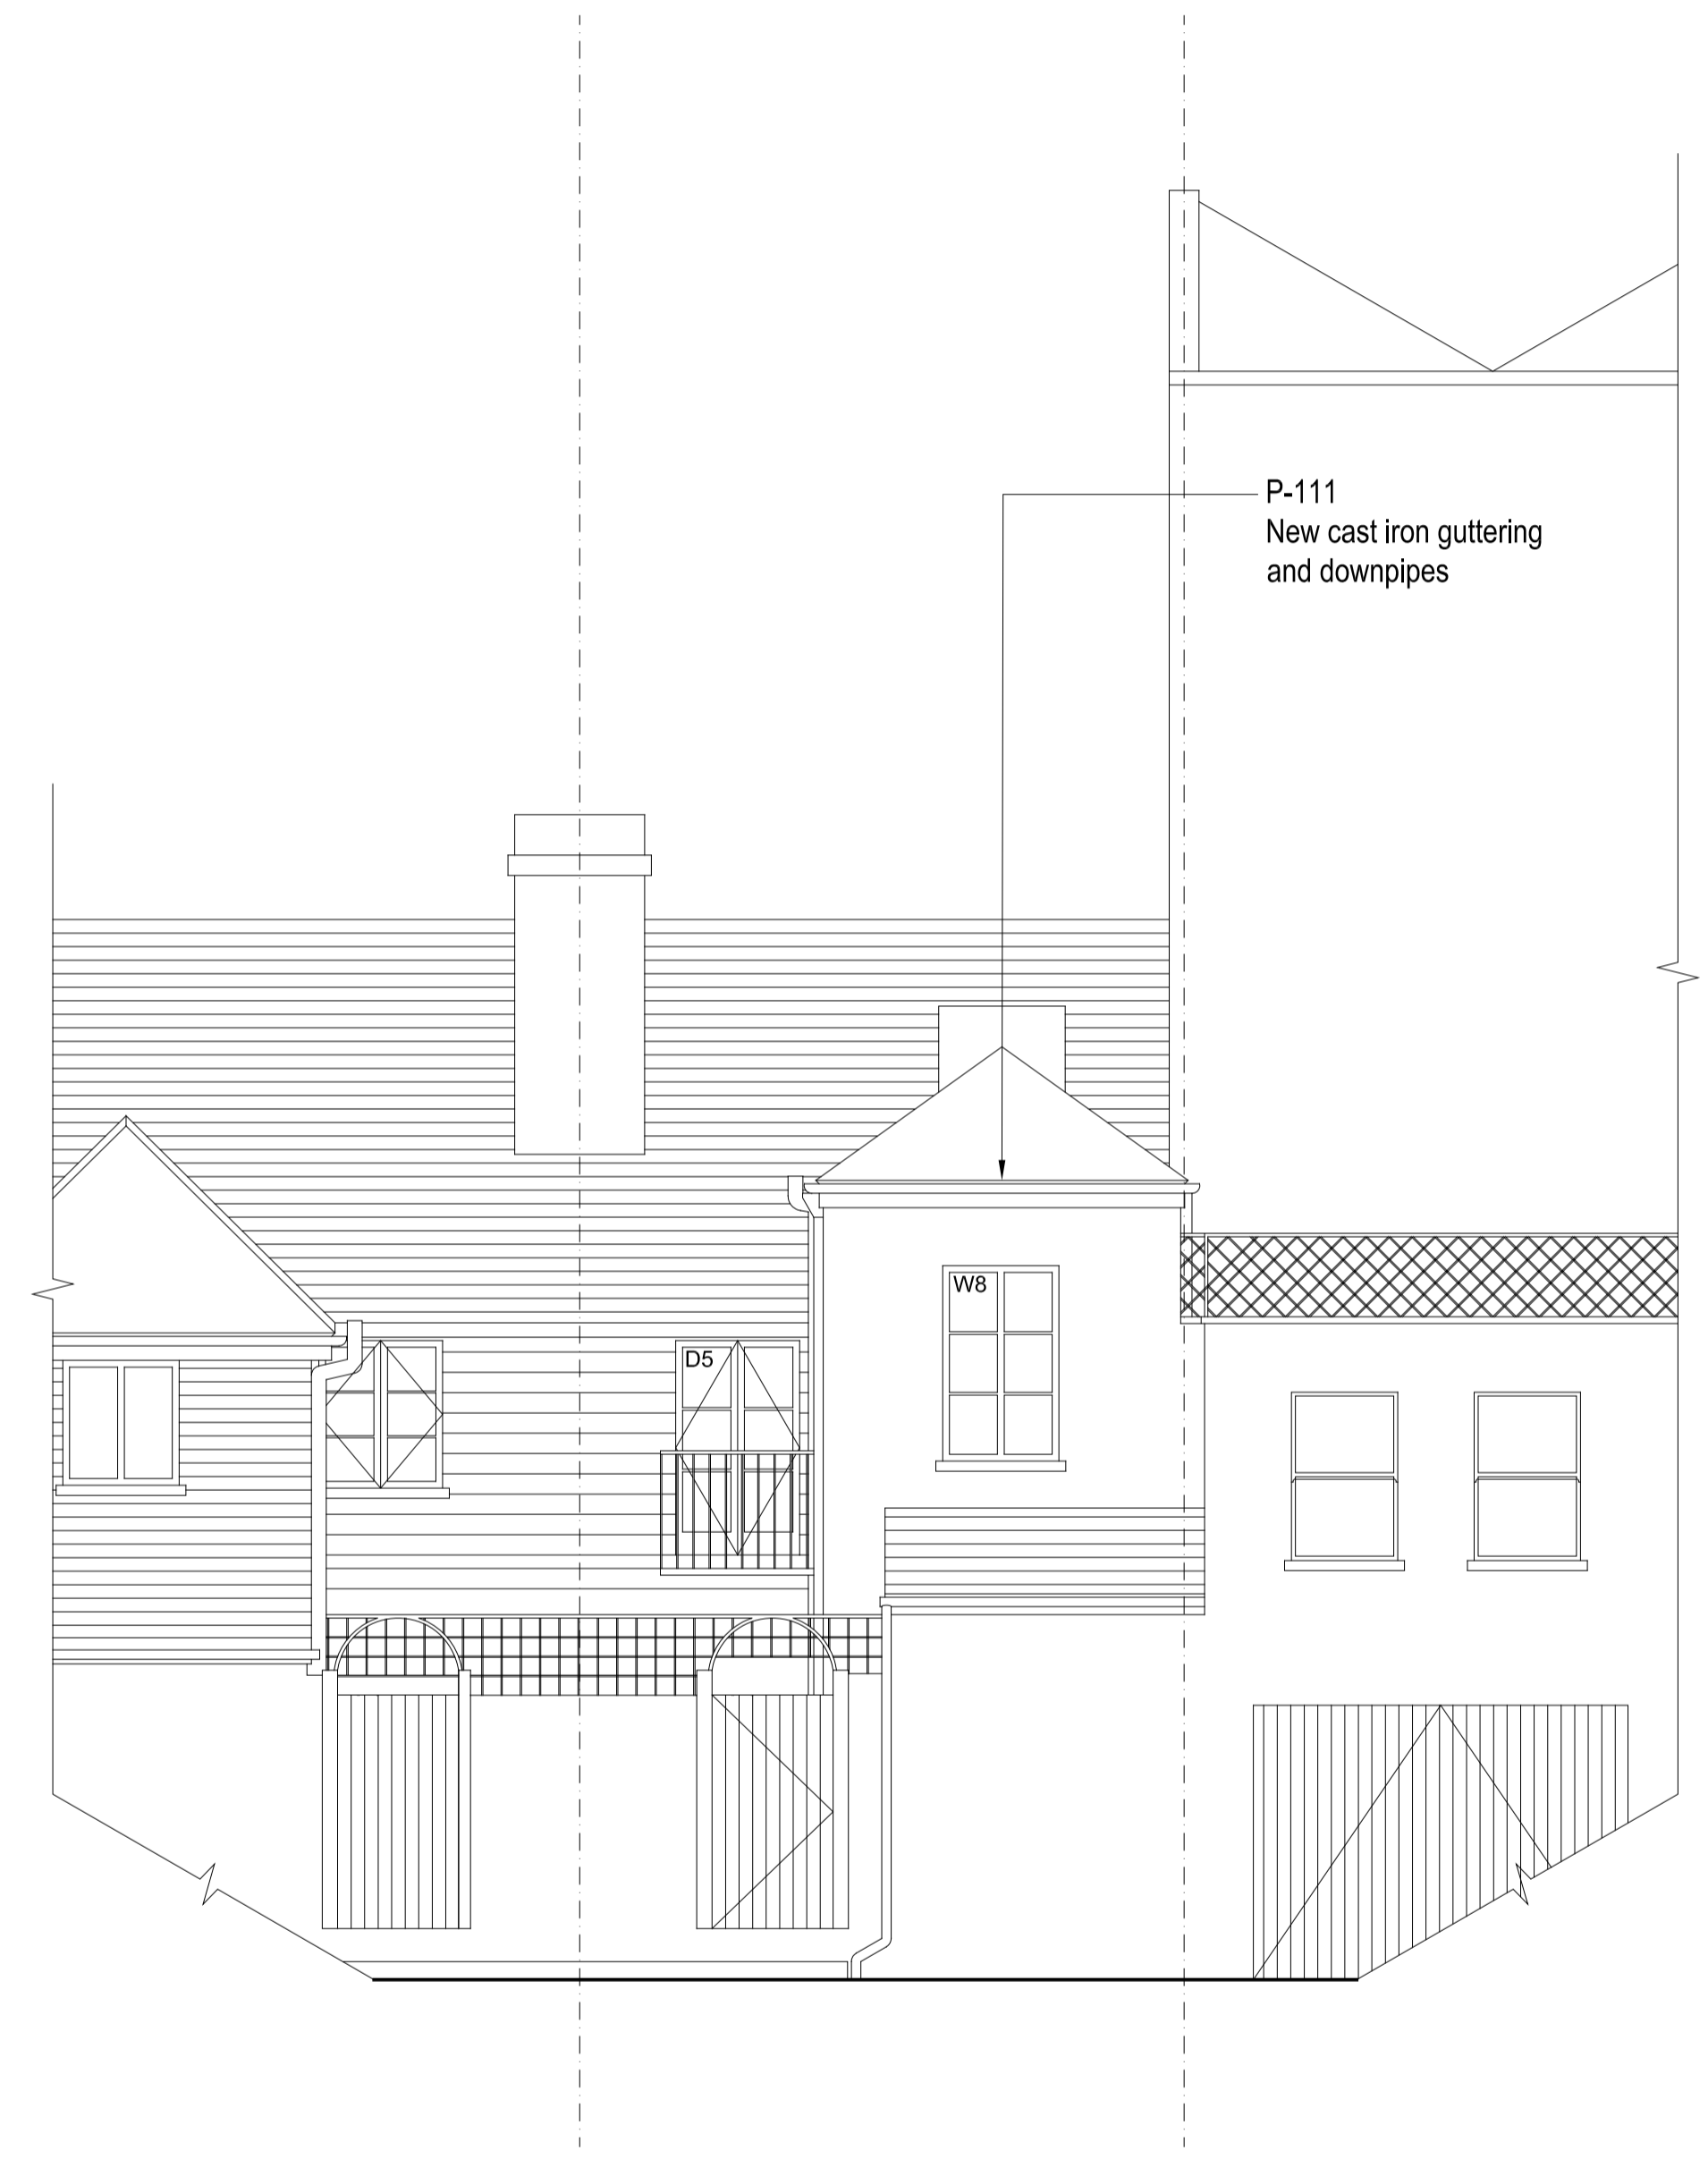 P-111
New cast iron guttering
and downpipes
W8
D5